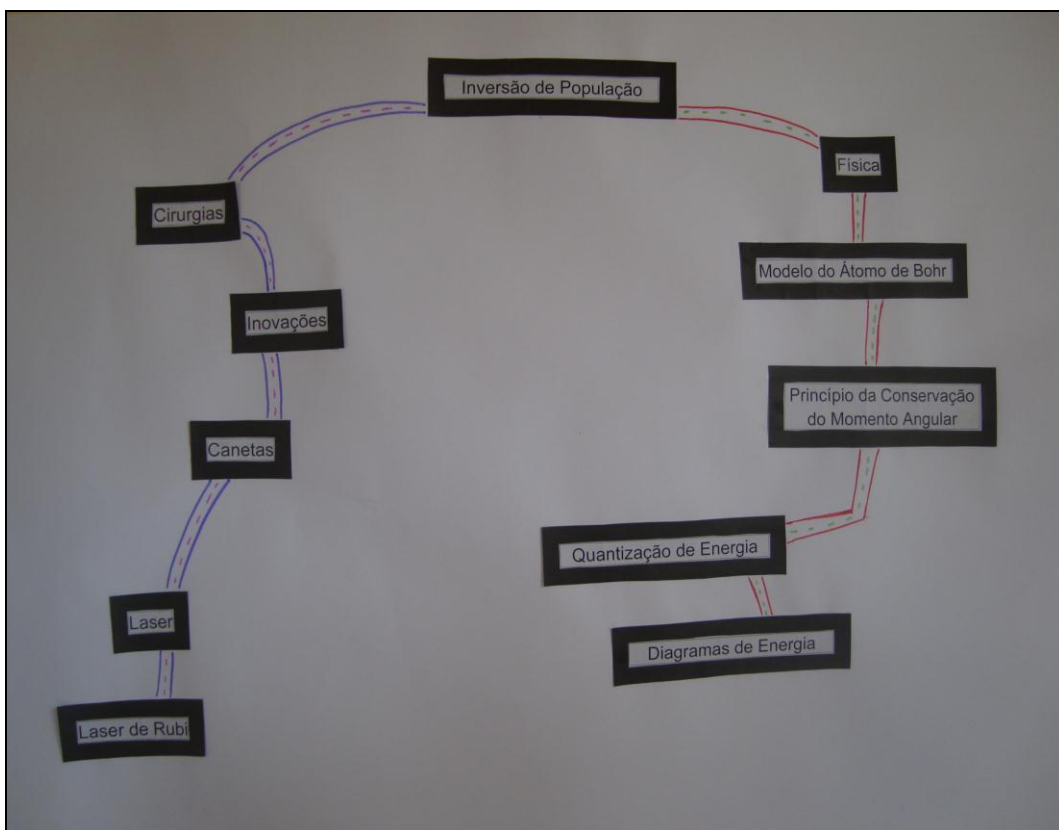 Inversão de População
Física
Cirurgias
Modelo do Átomo de Bohr
Inovações
Princípio da Conservação
do Momento Angular
Canetas
Quantização de Energia
Laser
Diagramas de Energia
Laser de Rubi